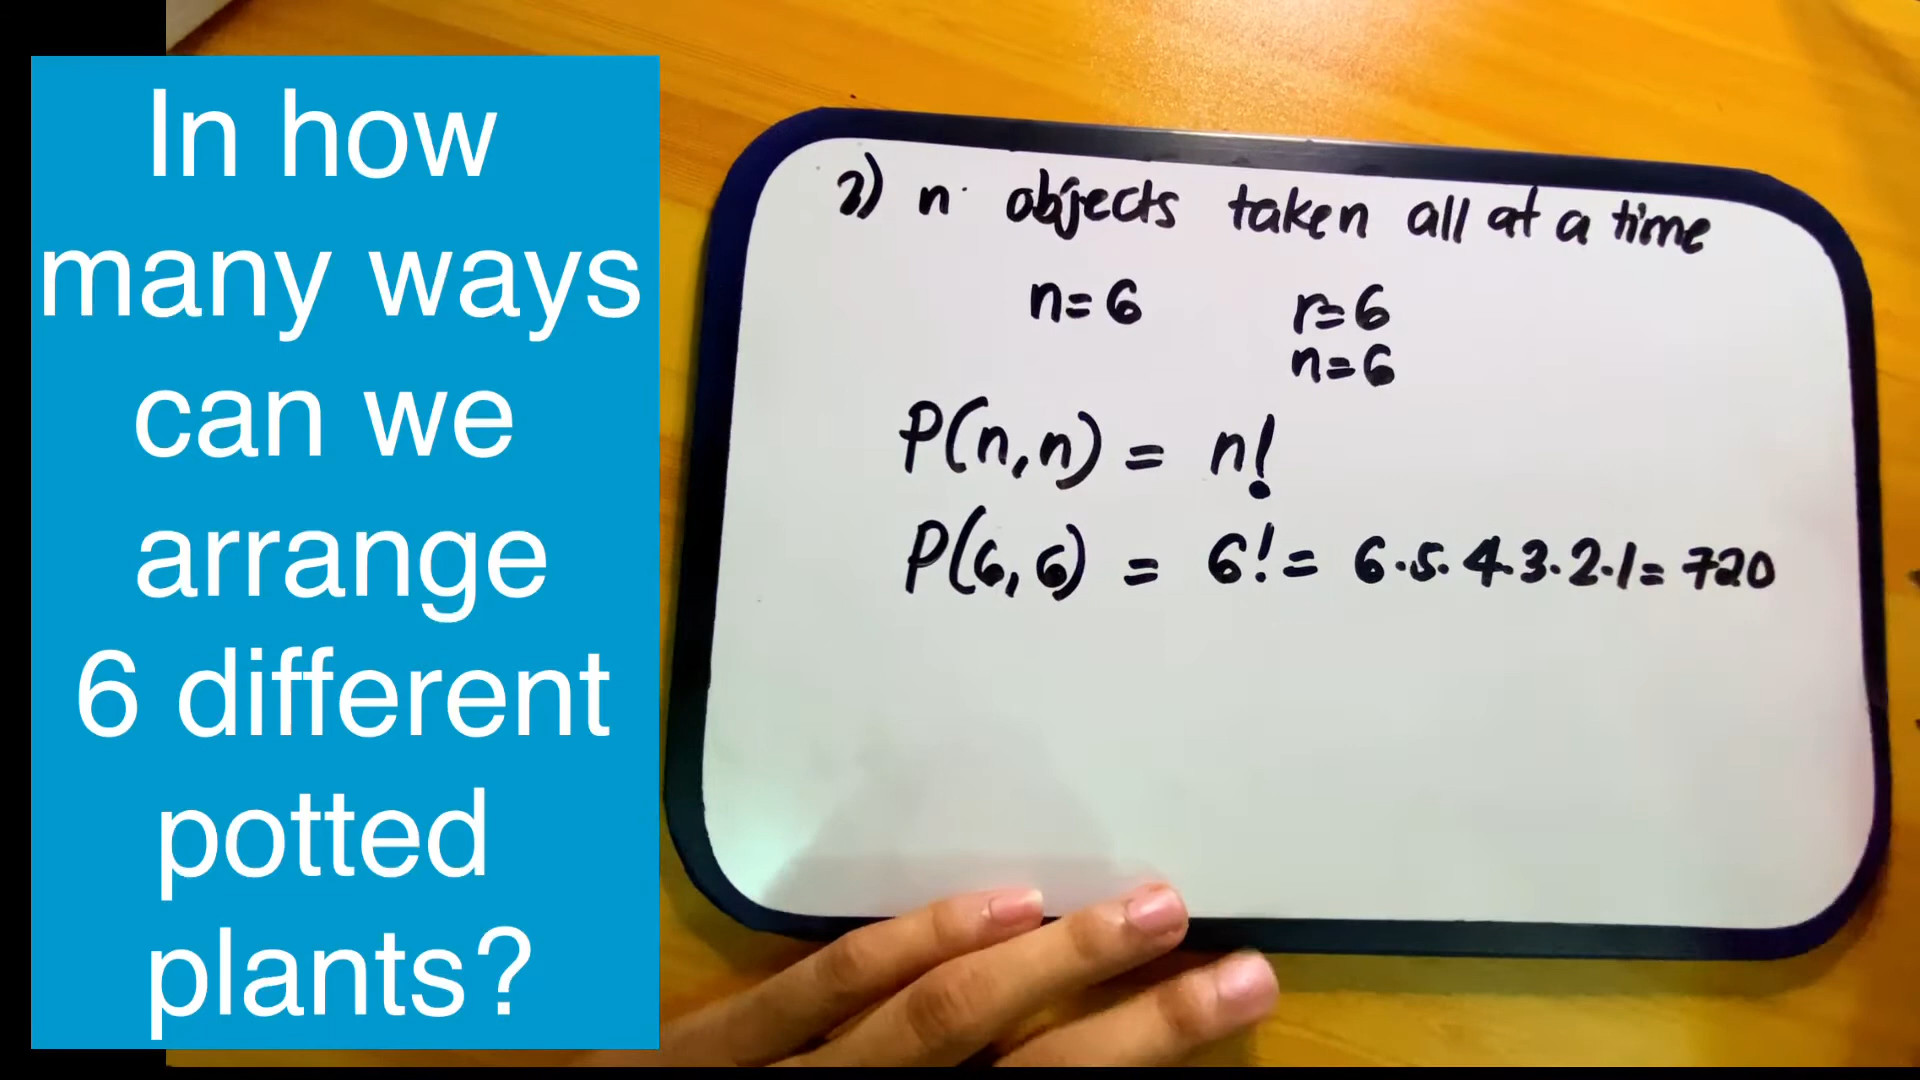 In how
many ways
can we
arrange
6 different
potted
plants?
2) n objects taken all at a time
n=6 r=6
n=6
P(n,n) = n!
P(6,6) = 6! = 6·5·4·3·2·1 = 720